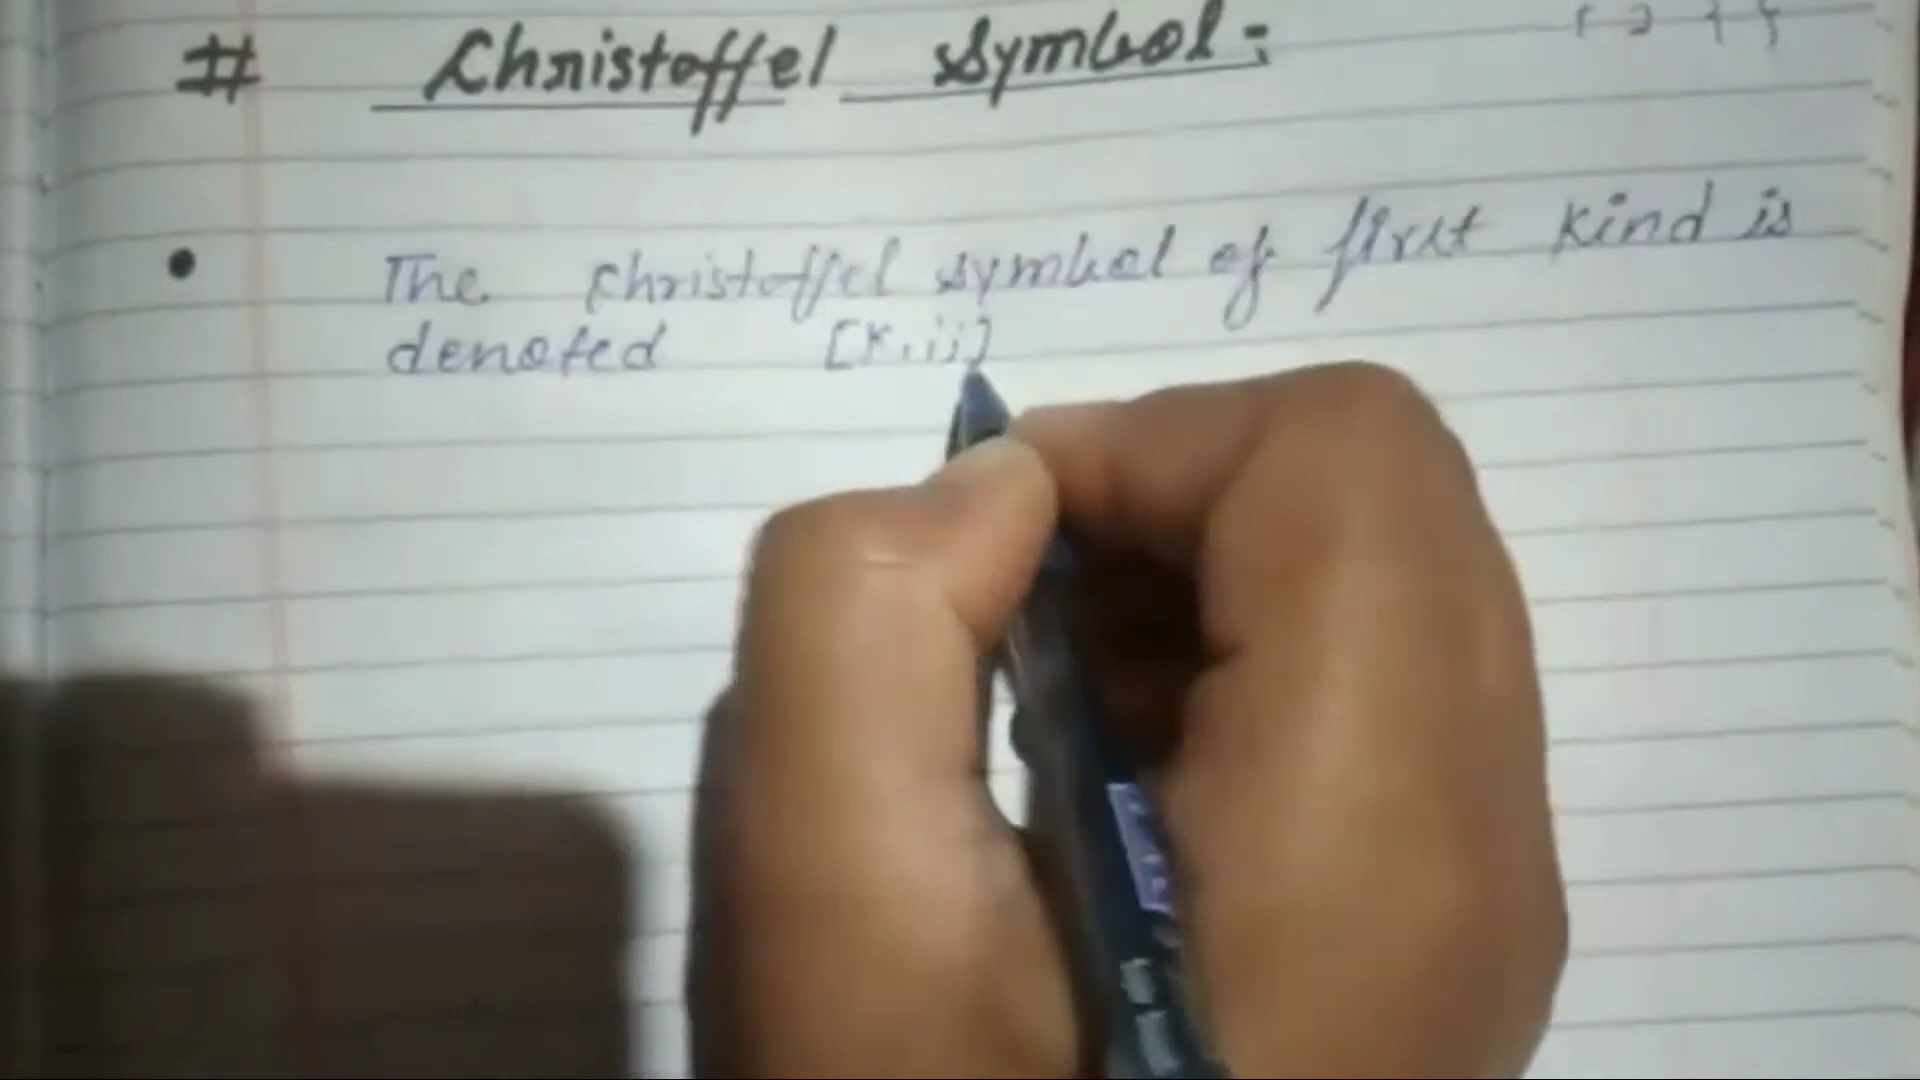 # Christoffel Symbol:
• The Christoffel symbol of first kind is
denoted [K,ij]